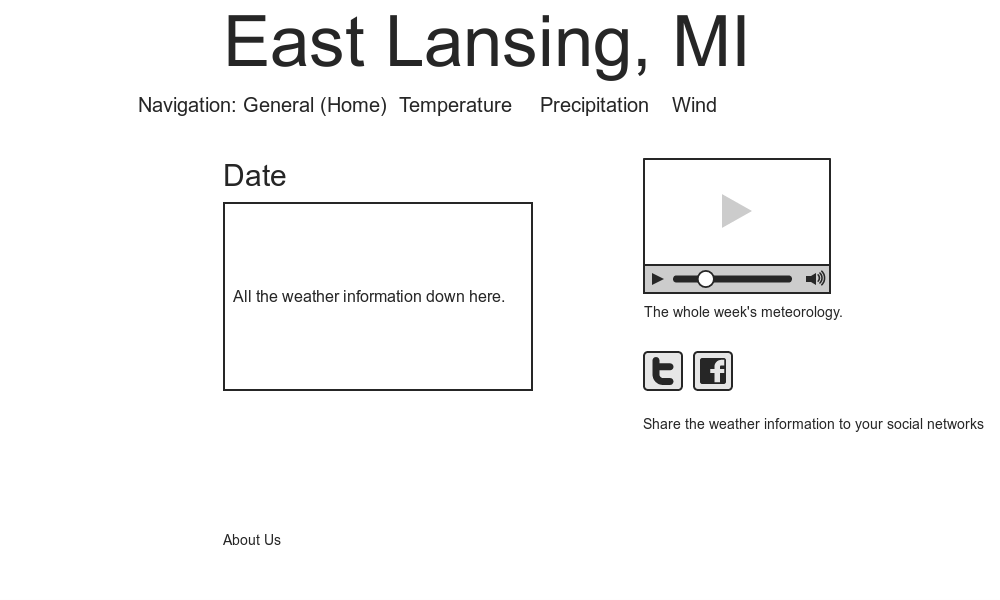 East Lansing, MI
Navigation: General (Home) Temperature Precipitation Wind
Date
All the weather information down here.
The whole week's meteorology.
Share the weather information to your social networks
About Us